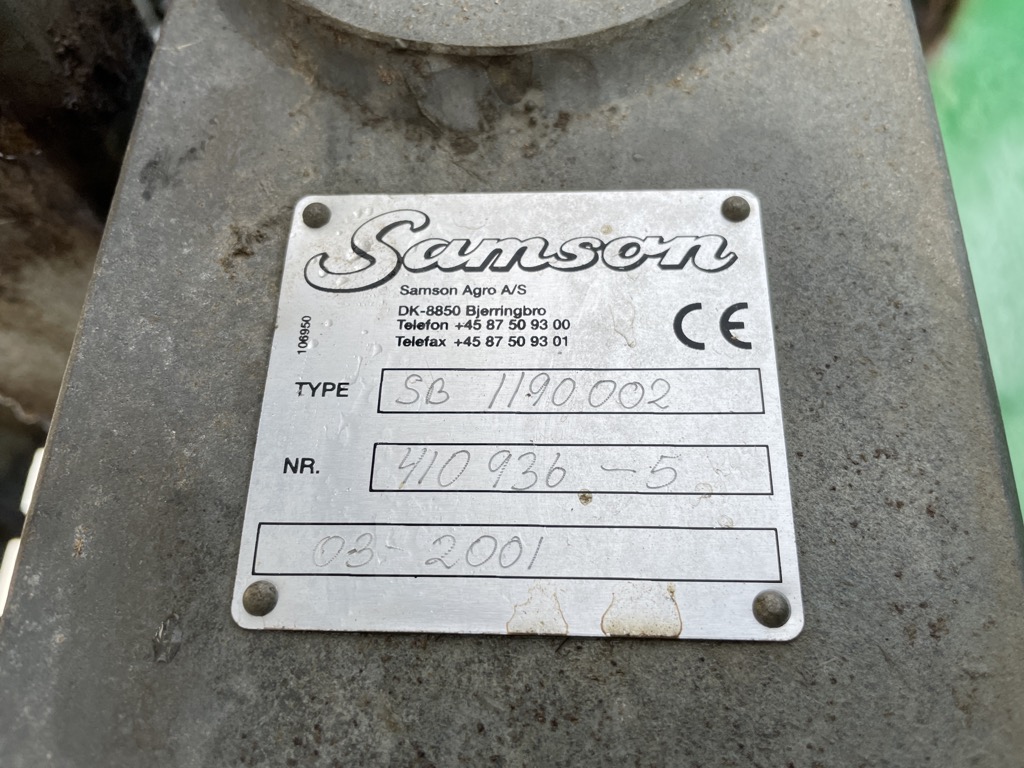 Samson
Samson Agro A/S
DK-8850 Bjerringbro
Telefon +45 87 50 93 00
Telefax +45 87 50 93 01
CE
106950
TYPE SB 1190 002
NR. 410 936 - 5
03-2001